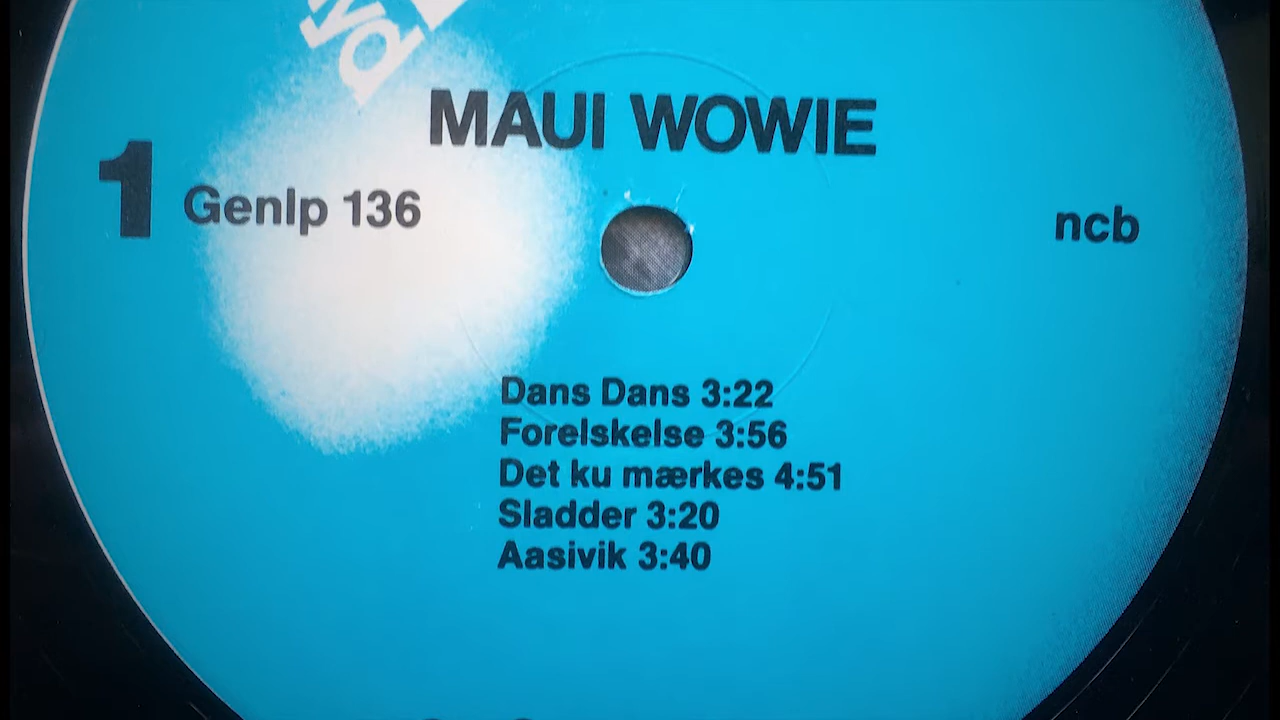 MAUI WOWIE
1
Genlp 136
ncb
Dans Dans 3:22
Forelskelse 3:56
Det ku mærkes 4:51
Sladder 3:20
Aasivik 3:40